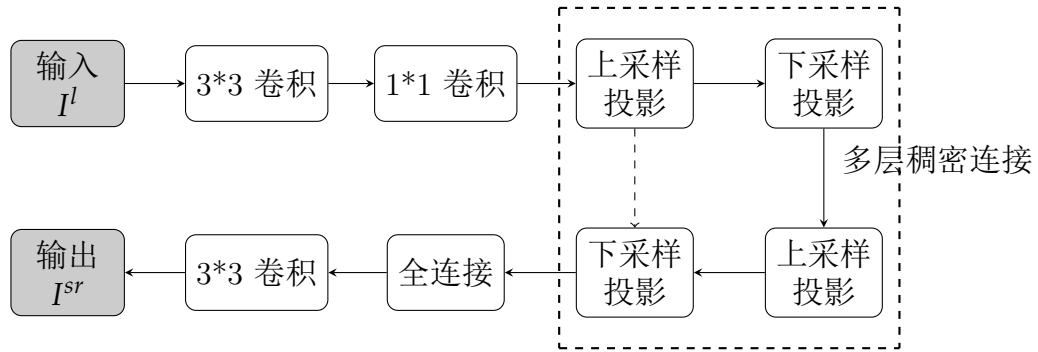 输入
I^l
3*3 卷积
1*1 卷积
上采样
投影
下采样
投影
多层稠密连接
输出
I^sr
3*3 卷积
全连接
下采样
投影
上采样
投影